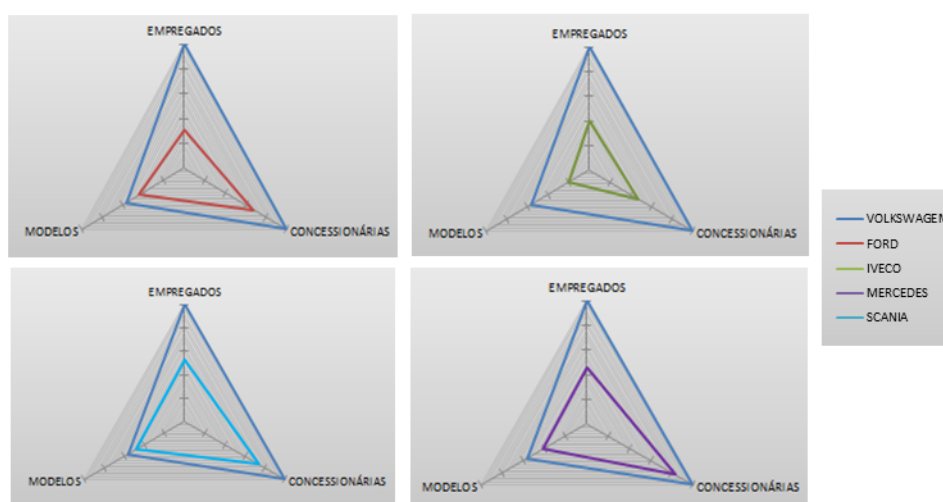 EMPREGADOS
MODELOS
CONCESSIONÁRIAS
EMPREGADOS
MODELOS
CONCESSIONÁRIAS
EMPREGADOS
MODELOS
CONCESSIONÁRIAS
EMPREGADOS
MODELOS
CONCESSIONÁRIAS
VOLKSWAGEN
FORD
IVECO
MERCEDES
SCANIA